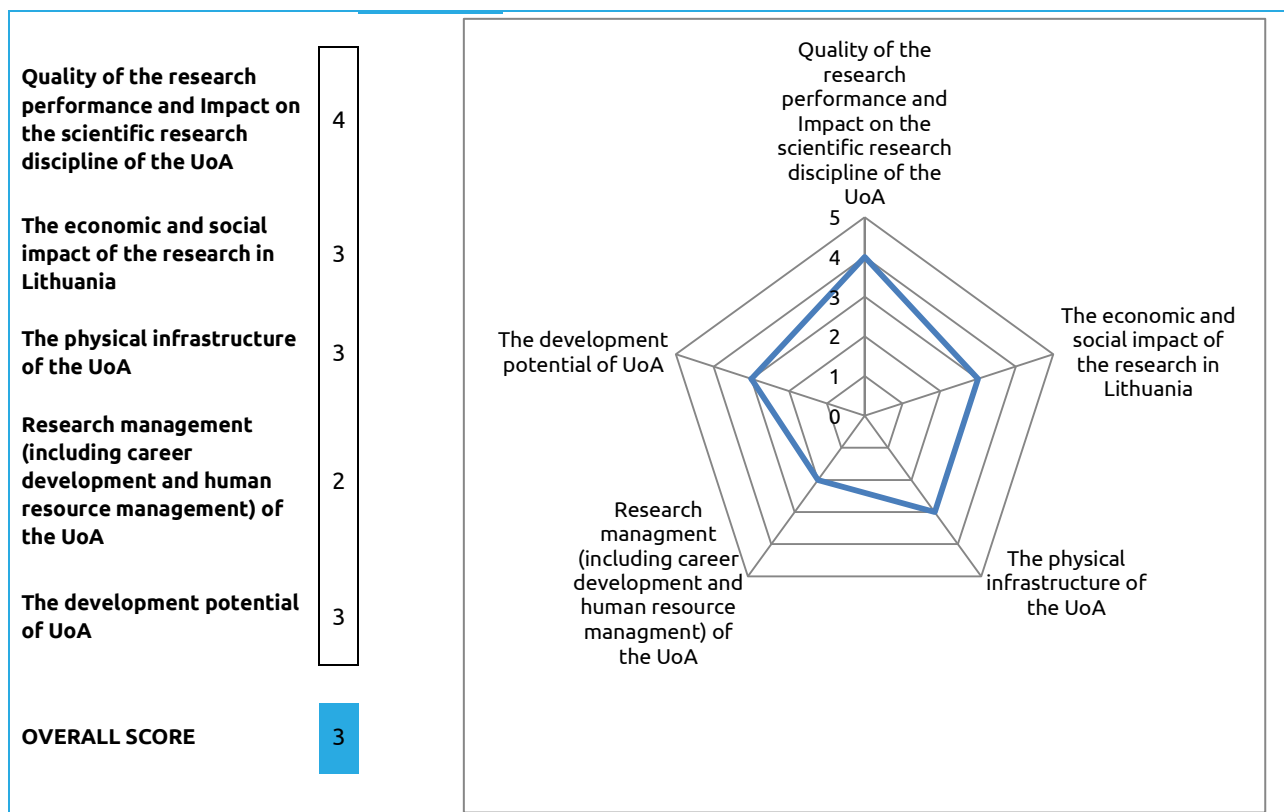 Quality of the research
performance and Impact on
the scientific research
discipline of the UoA
4
The economic and social
impact of the research in
Lithuania
3
The physical infrastructure
of the UoA
3
Research management
(including career
development and human
resource management) of
the UoA
2
The development potential
of UoA
3
OVERALL SCORE
3
Quality of the
research
performance and
Impact on the
scientific research
discipline of the
UoA
5
4
3
2
1
0
The economic and
social impact of
the research in
Lithuania
The physical
infrastructure of
the UoA
Research
managment
(including career
development and
human resource
managment) of
the UoA
The development
potential of UoA